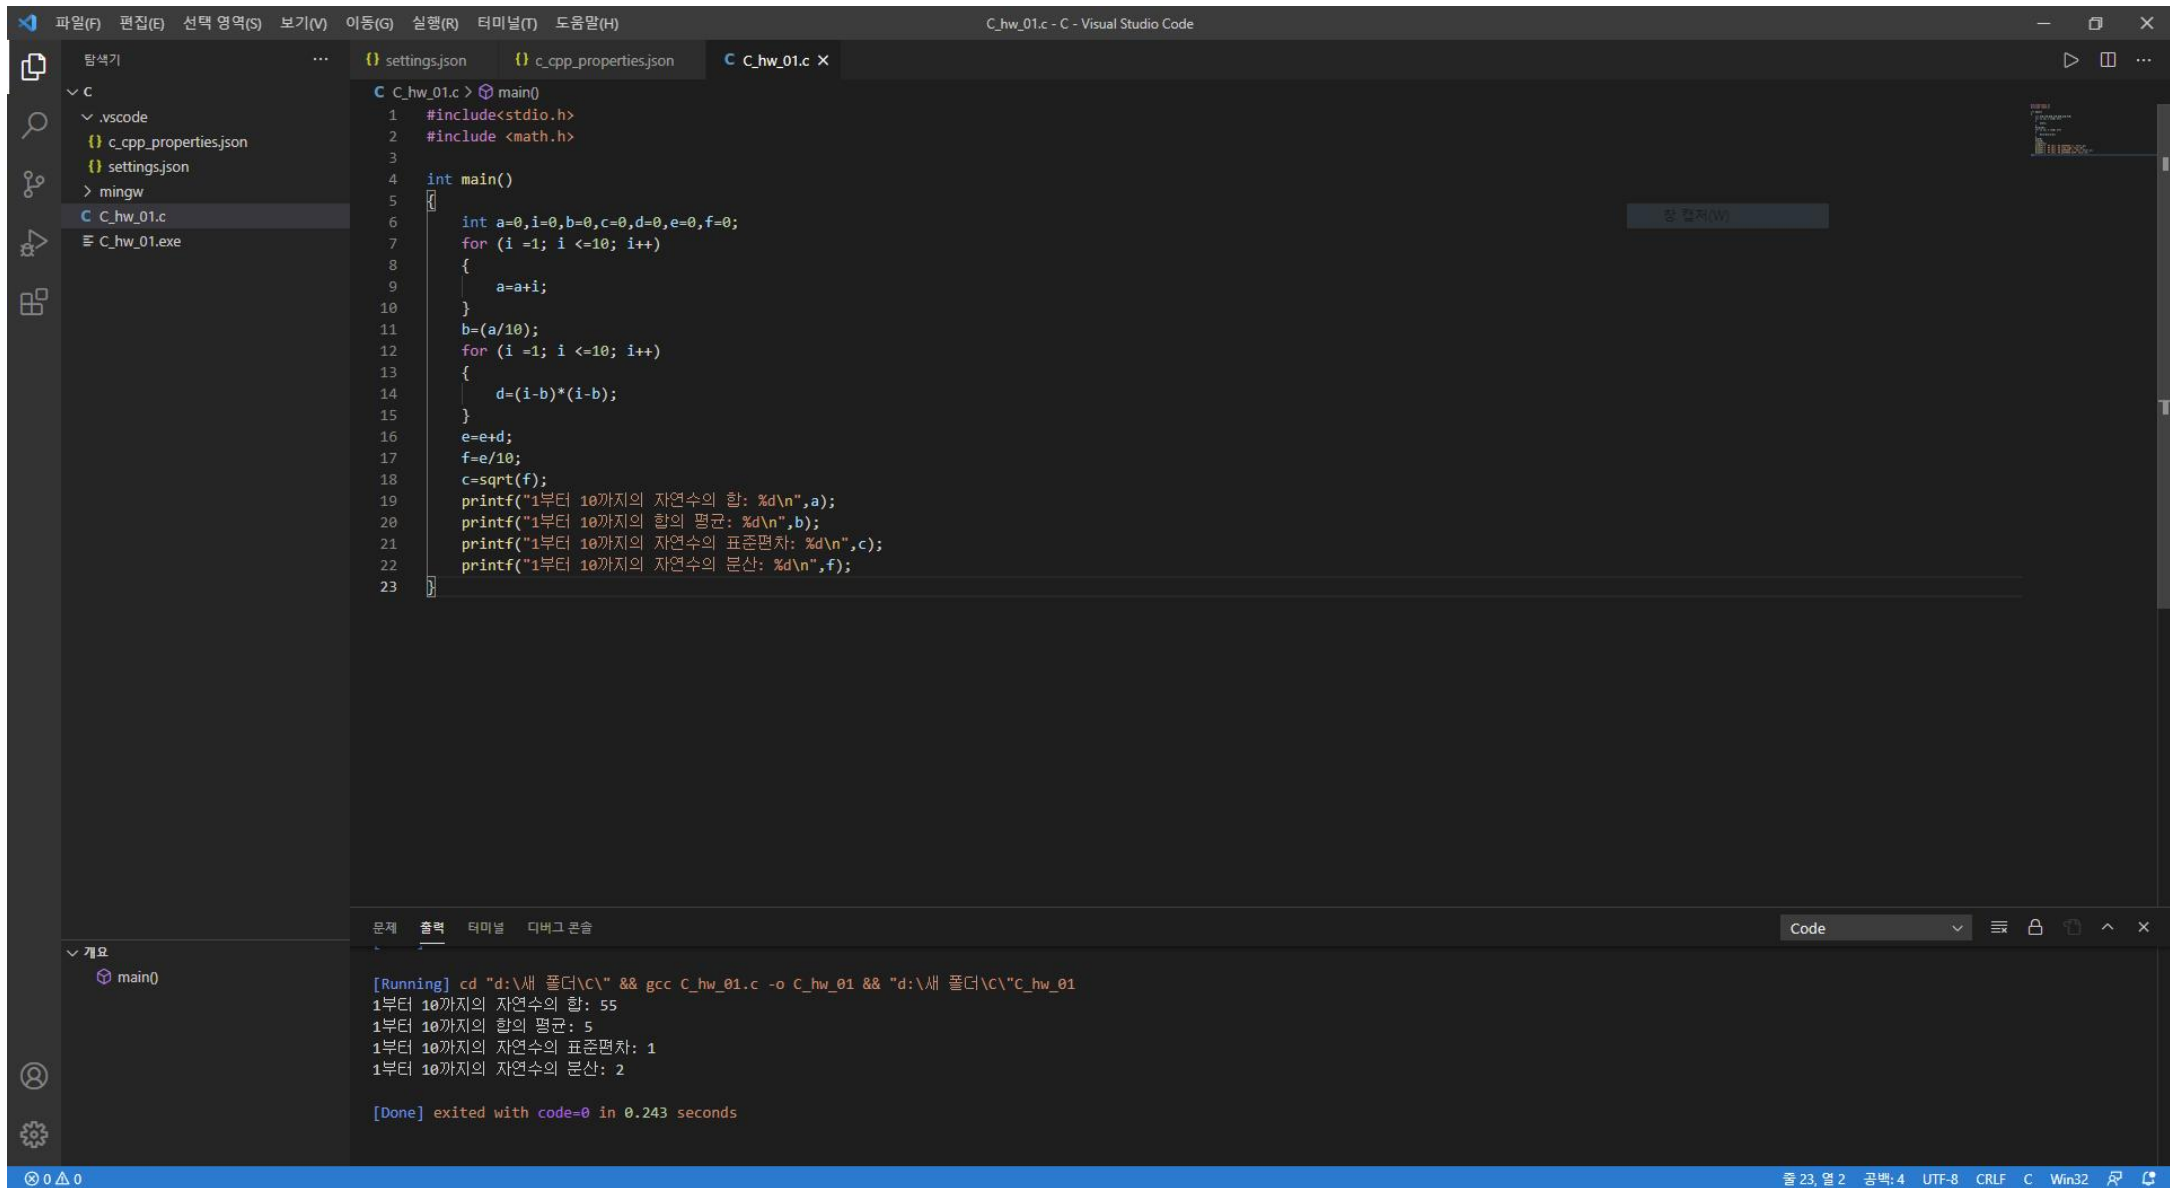 파일(F) 편집(E) 선택 영역(S) 보기(V) 이동(G) 실행(R) 터미널(T) 도움말(H) C_hw_01.c - C - Visual Studio Code
탐색기
settings.json c_cpp_properties.json C C_hw_01.c
C
.vscode
c_cpp_properties.json
settings.json
mingw
C C_hw_01.c
C_hw_01.exe
C C_hw_01.c > main()
1 #include<stdio.h>
2 #include <math.h>
3
4 int main()
5 {
6 int a=0,i=0,b=0,c=0,d=0,e=0,f=0;
7 for (i =1; i <=10; i++)
8 {
9 a=a+i;
10 }
11 b=(a/10);
12 for (i =1; i <=10; i++)
13 {
14 d=(i-b)*(i-b);
15 }
16 e=e+d;
17 f=e/10;
18 c=sqrt(f);
19 printf("1부터 10까지의 자연수의 합: %d\n",a);
20 printf("1부터 10까지의 합의 평균: %d\n",b);
21 printf("1부터 10까지의 자연수의 표준편차: %d\n",c);
22 printf("1부터 10까지의 자연수의 분산: %d\n",f);
23 }
창 캡처(W)
문제 출력 터미널 디버그 콘솔 Code
개요
main()
[Running] cd "d:\새 폴더\C\" && gcc C_hw_01.c -o C_hw_01 && "d:\새 폴더\C\"C_hw_01
1부터 10까지의 자연수의 합: 55
1부터 10까지의 합의 평균: 5
1부터 10까지의 자연수의 표준편차: 1
1부터 10까지의 자연수의 분산: 2
[Done] exited with code=0 in 0.243 seconds
0 0 줄 23, 열 2 공백: 4 UTF-8 CRLF C Win32